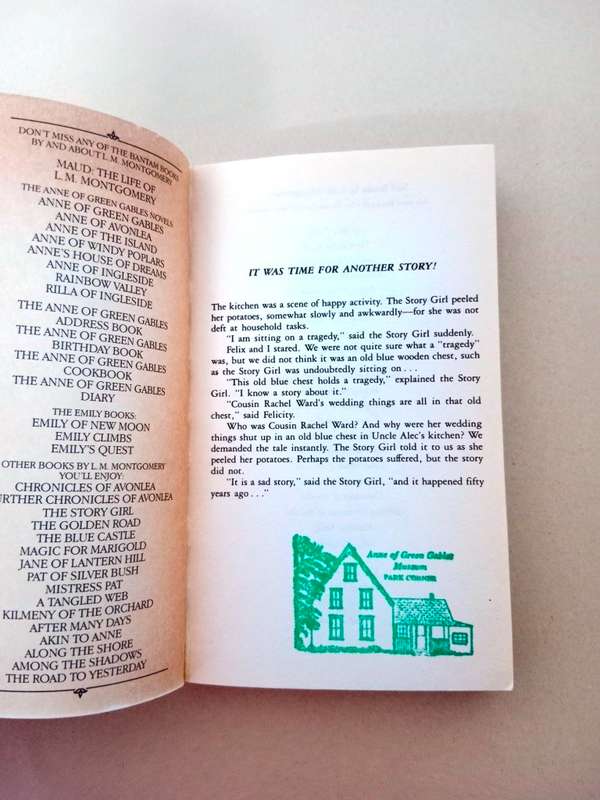 DON'T MISS ANY OF THE BANTAM BOOKS
BY AND ABOUT L. M. MONTGOMERY
MAUD: THE LIFE OF
L.M. MONTGOMERY
THE ANNE OF GREEN GABLES NOVELS:
ANNE OF GREEN GABLES
ANNE OF AVONLEA
ANNE OF THE ISLAND
ANNE OF WINDY POPLARS
ANNE'S HOUSE OF DREAMS
ANNE OF INGLESIDE
RAINBOW VALLEY
RILLA OF INGLESIDE
THE ANNE OF GREEN GABLES
ADDRESS BOOK
THE ANNE OF GREEN GABLES
BIRTHDAY BOOK
THE ANNE OF GREEN GABLES
COOKBOOK
THE ANNE OF GREEN GABLES
DIARY
THE EMILY BOOKS:
EMILY OF NEW MOON
EMILY CLIMBS
EMILY'S QUEST
OTHER BOOKS BY L. M. MONTGOMERY
YOU'LL ENJOY:
CHRONICLES OF AVONLEA
URTHER CHRONICLES OF AVONLEA
THE STORY GIRL
THE GOLDEN ROAD
THE BLUE CASTLE
MAGIC FOR MARIGOLD
JANE OF LANTERN HILL
PAT OF SILVER BUSH
MISTRESS PAT
A TANGLED WEB
KILMENY OF THE ORCHARD
AFTER MANY DAYS
AKIN TO ANNE
ALONG THE SHORE
AMONG THE SHADOWS
THE ROAD TO YESTERDAY
IT WAS TIME FOR ANOTHER STORY!
The kitchen was a scene of happy activity. The Story Girl peeled
her potatoes, somewhat slowly and awkwardly—for she was not
deft at household tasks.
"I am sitting on a tragedy," said the Story Girl suddenly.
Felix and I stared. We were not quite sure what a "tragedy"
was, but we did not think it was an old blue wooden chest, such
as the Story Girl was undoubtedly sitting on . . .
"This old blue chest holds a tragedy," explained the Story
Girl. "I know a story about it."
"Cousin Rachel Ward's wedding things are all in that old
chest," said Felicity.
Who was Cousin Rachel Ward? And why were her wedding
things shut up in an old blue chest in Uncle Alec's kitchen? We
demanded the tale instantly. The Story Girl told it to us as she
peeled her potatoes. Perhaps the potatoes suffered, but the story
did not.
"It is a sad story," said the Story Girl, "and it happened fifty
years ago . . ."
Anne of Green Gables
Museum
PARK CORNER